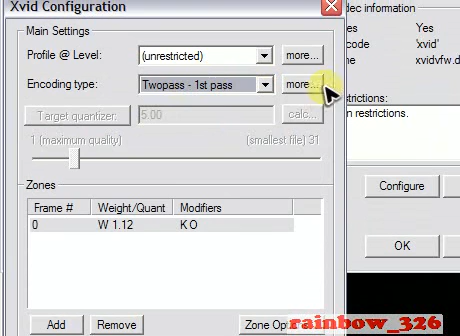 Xvid Configuration
Main Settings
Profile @ Level: (unrestricted) more...
Encoding type: Twopass - 1st pass more...
Target quantizer: 5.00 calc...
1 (maximum quality) (smallest file) 31
Zones
Frame # Weight/Quant Modifiers
0 W 1.12 K O
Add Remove Zone Opt
dec information
Yes
'xvid'
xvidvfw.d
strictions:
n restrictions.
Configure
OK
rainbow_326